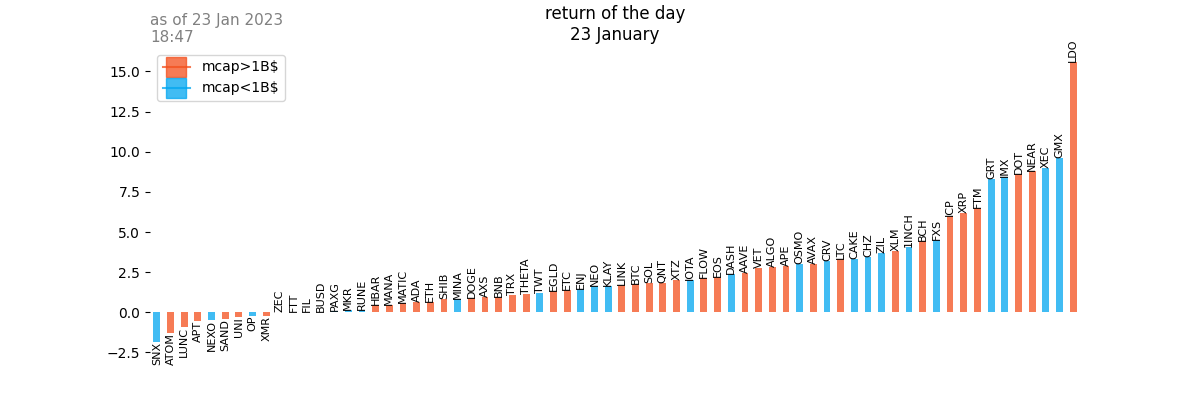 as of 23 Jan 2023
18:47
return of the day
23 January
mcap>1B$
mcap<1B$
15.0
12.5
10.0
7.5
5.0
2.5
0.0
−2.5
SNX
ATOM
LUNC
APT
NEXO
SAND
UNI
OP
XMR
ZEC
FTT
FIL
BUSD
PAXG
MKR
RUNE
HBAR
MANA
MATIC
ADA
ETH
SHIB
MINA
DOGE
AXS
BNB
TRX
THETA
TWT
EGLD
ETC
ENJ
NEO
KLAY
LINK
BTC
SOL
QNT
XTZ
IOTA
FLOW
EOS
DASH
AAVE
VET
ALGO
APE
OSMO
AVAX
CRV
LTC
CAKE
CHZ
ZIL
XLM
1INCH
BCH
FXS
ICP
XRP
FTM
GRT
IMX
DOT
NEAR
XEC
GMX
LDO